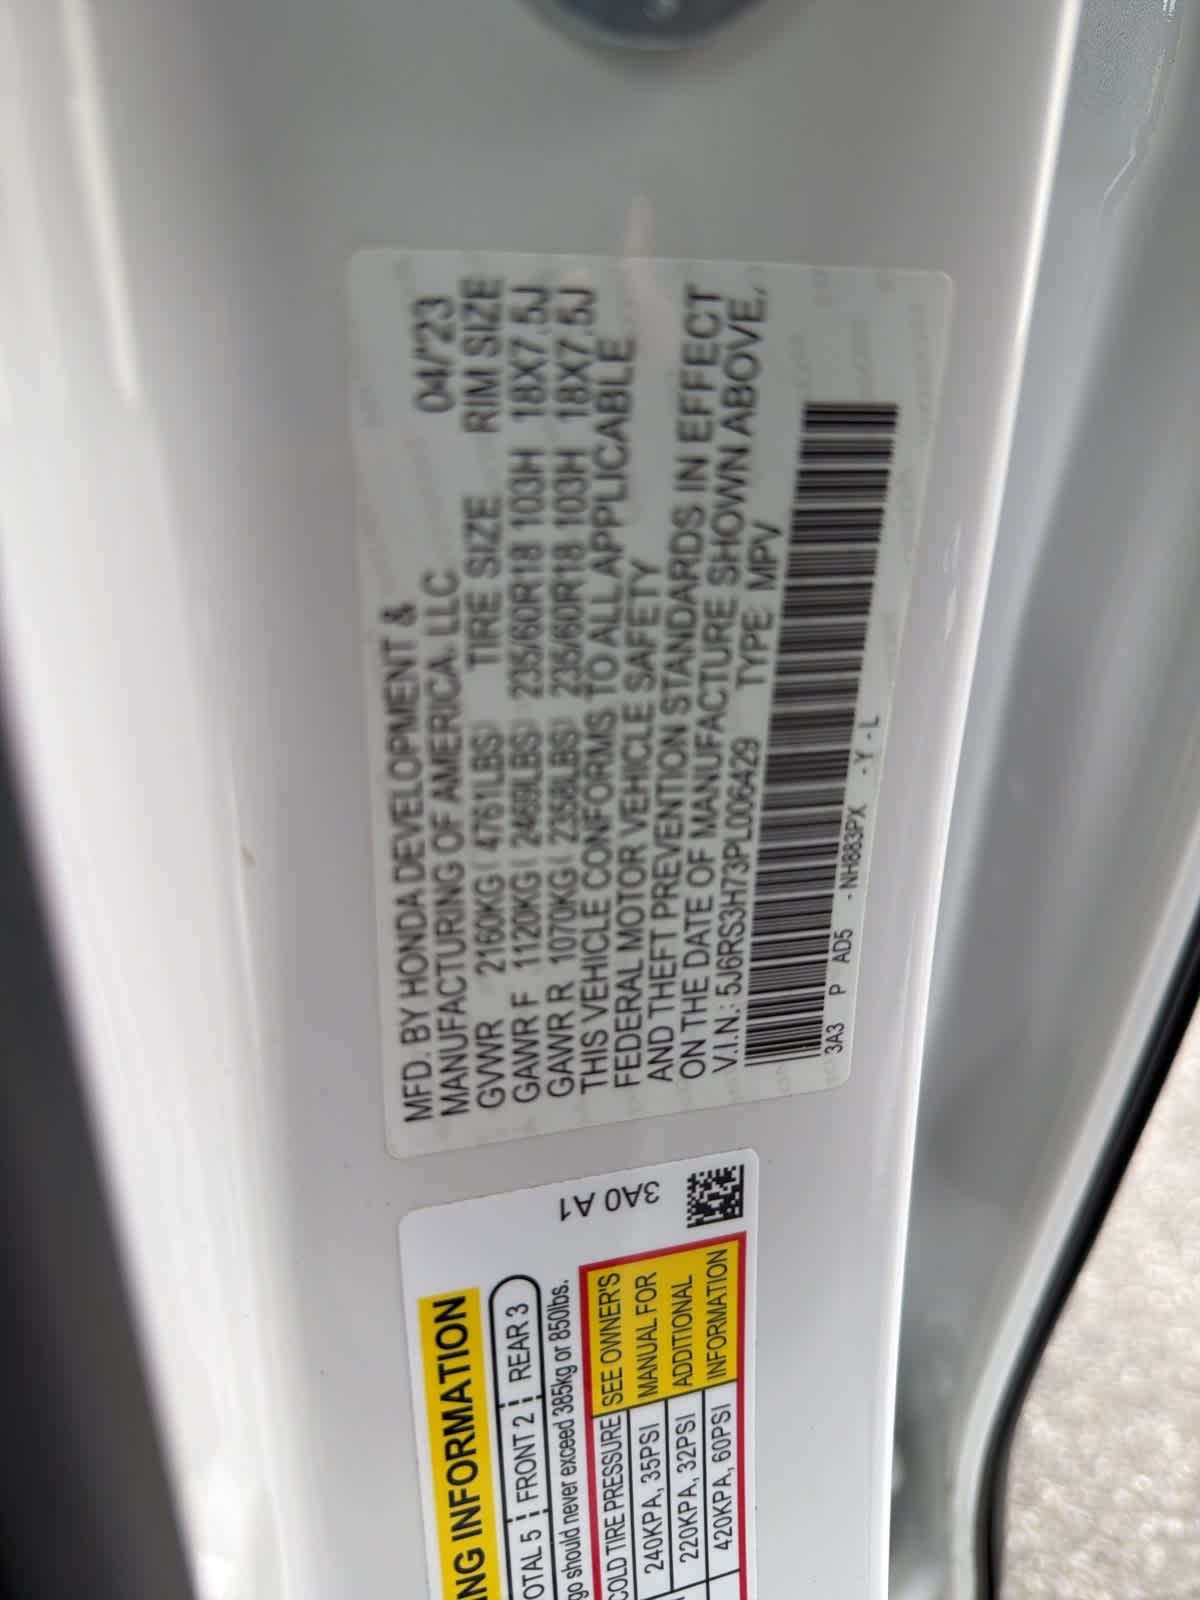 MFD. BY HONDA DEVELOPMENT &
MANUFACTURING OF AMERICA, LLC 04/'23
GVWR 2160KG( 4761LBS) TIRE SIZE RIM SIZE
GAWR F 1120KG( 2469LBS) 235/60R18 103H 18X7.5J
GAWR R 1070KG( 2358LBS) 235/60R18 103H 18X7.5J
THIS VEHICLE CONFORMS TO ALL APPLICABLE
FEDERAL MOTOR VEHICLE SAFETY
AND THEFT PREVENTION STANDARDS IN EFFECT
ON THE DATE OF MANUFACTURE SHOWN ABOVE.
V.I.N.: 5J6RS3H73PL006429 TYPE: MPV
3A3 P AD5 - NH883PX - Y - L
3A0 A1
ING INFORMATION
OTAL 5 FRONT 2 REAR 3
go should never exceed 385kg or 850lbs.
COLD TIRE PRESSURE SEE OWNER'S
240KPA, 35PSI MANUAL FOR
220KPA, 32PSI ADDITIONAL
420KPA, 60PSI INFORMATION